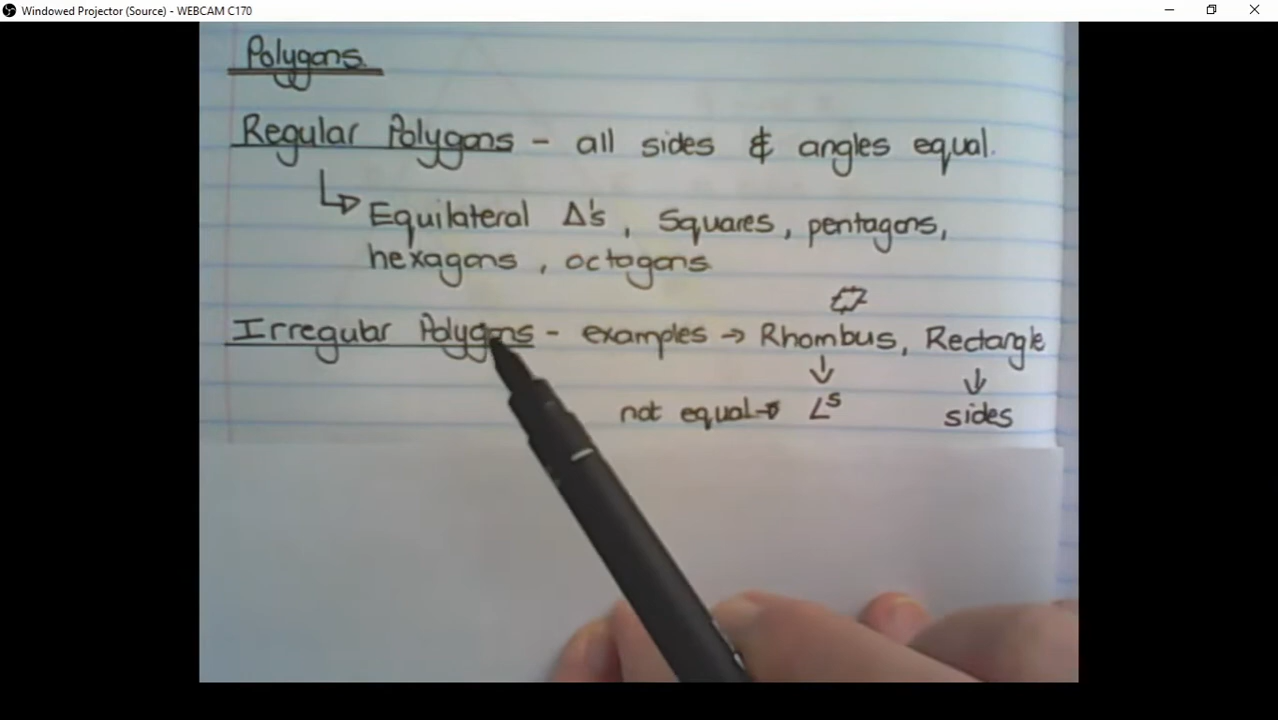 Windowed Projector (Source) - WEBCAM C170
Polygons
Regular Polygons - all sides & angles equal.
↳ Equilateral Δ's, Squares, pentagons,
hexagons, octagons
Irregular Polygons - examples → Rhombus, Rectangle
↓ ↓
not equal → ∠s sides